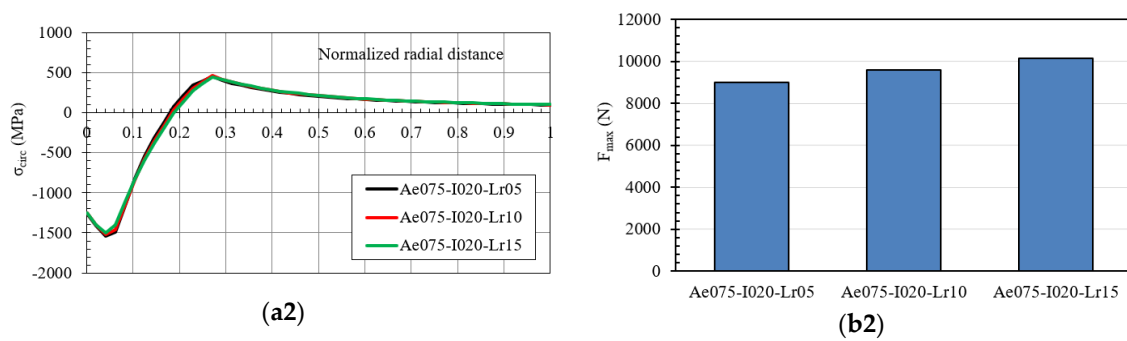 1000
500
0
-500
-1000
-1500
-2000
σcirc (MPa)
Normalized radial distance
0 0.1 0.2 0.3 0.4 0.5 0.6 0.7 0.8 0.9 1
Ae075-I020-Lr05
Ae075-I020-Lr10
Ae075-I020-Lr15
(a2)
12000
10000
8000
6000
4000
2000
0
Fmax (N)
Ae075-I020-Lr05 Ae075-I020-Lr10 Ae075-I020-Lr15
(b2)